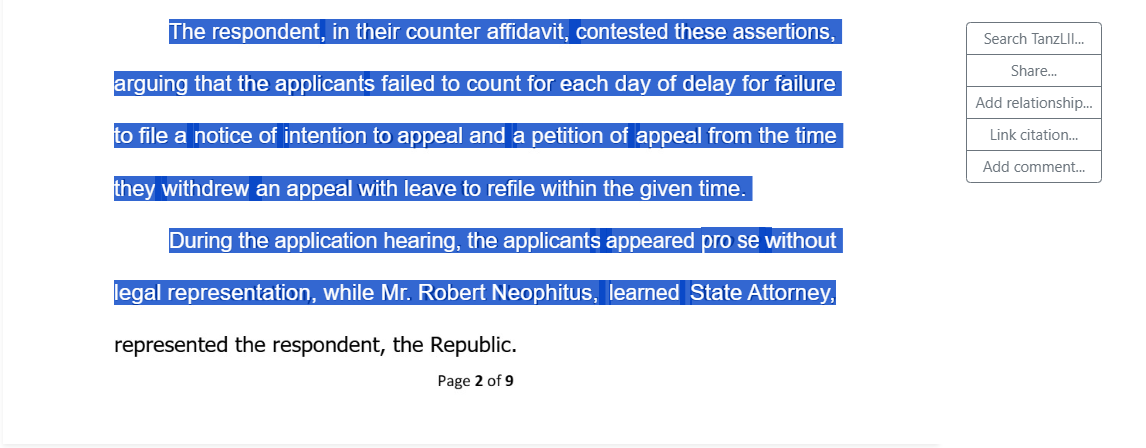 The respondent, in their counter affidavit, contested these assertions,
arguing that the applicants failed to count for each day of delay for failure
to file a notice of intention to appeal and a petition of appeal from the time
they withdrew an appeal with leave to refile within the given time.
During the application hearing, the applicants appeared pro se without
legal representation, while Mr. Robert Neophitus, learned State Attorney,
represented the respondent, the Republic.
Page 2 of 9
Search TanzLII...
Share...
Add relationship...
Link citation...
Add comment...